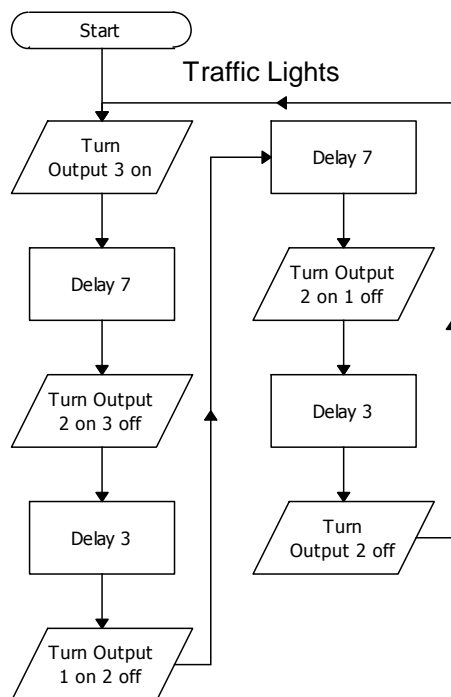 Start
Traffic Lights
Turn
Output 3 on
Delay 7
Turn Output
2 on 3 off
Delay 3
Turn Output
1 on 2 off
Delay 7
Turn Output
2 on 1 off
Delay 3
Turn
Output 2 off